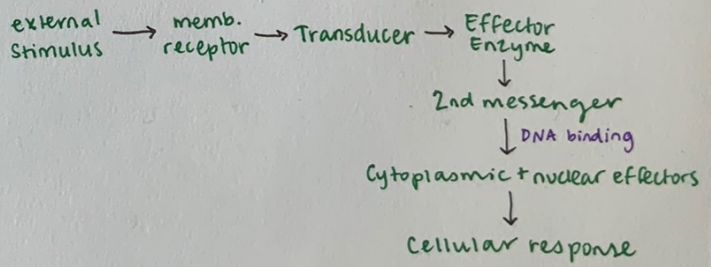 external stimulus → memb. receptor → Transducer → Effector Enzyme
↓
2nd messenger
↓ DNA binding
Cytoplasmic + nuclear effectors
↓
Cellular response